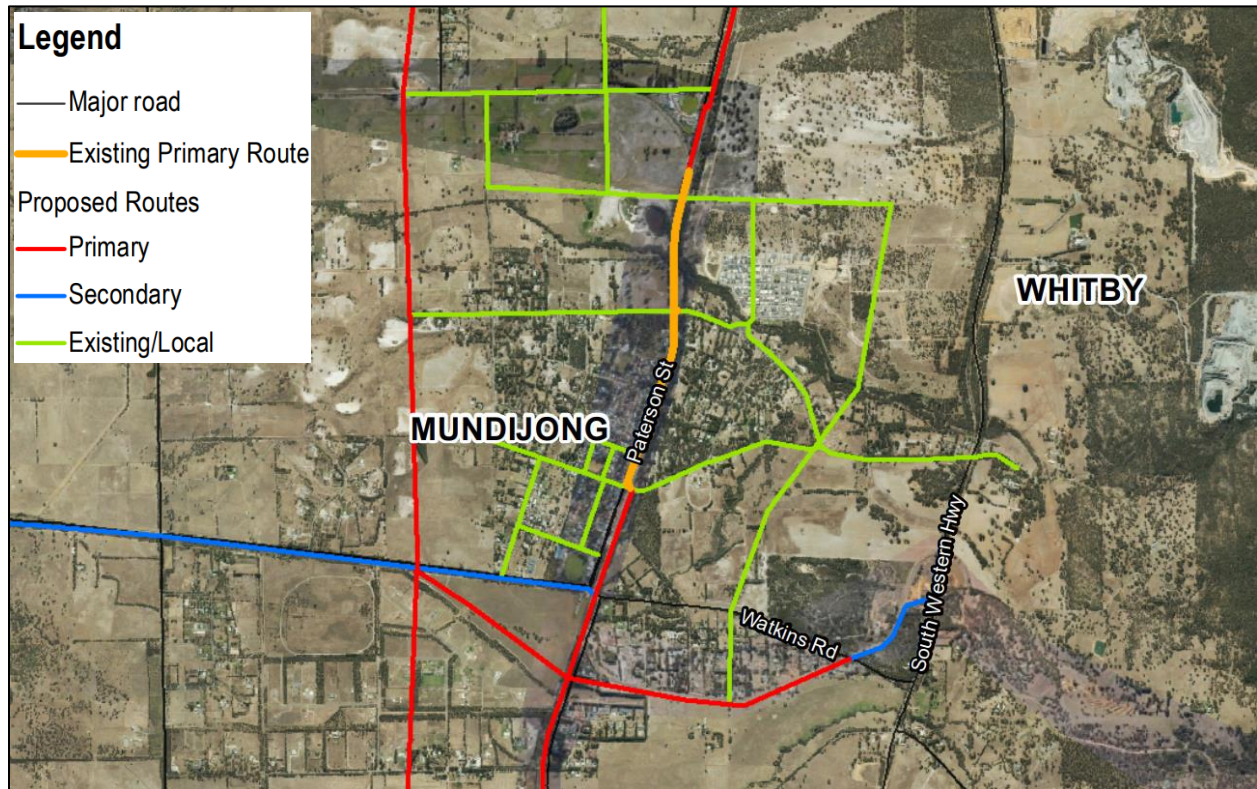 Legend
Major road
Existing Primary Route
Proposed Routes
Primary
Secondary
Existing/Local
WHITBY
Paterson St
MUNDIJONG
South Western Hwy
Watkins Rd